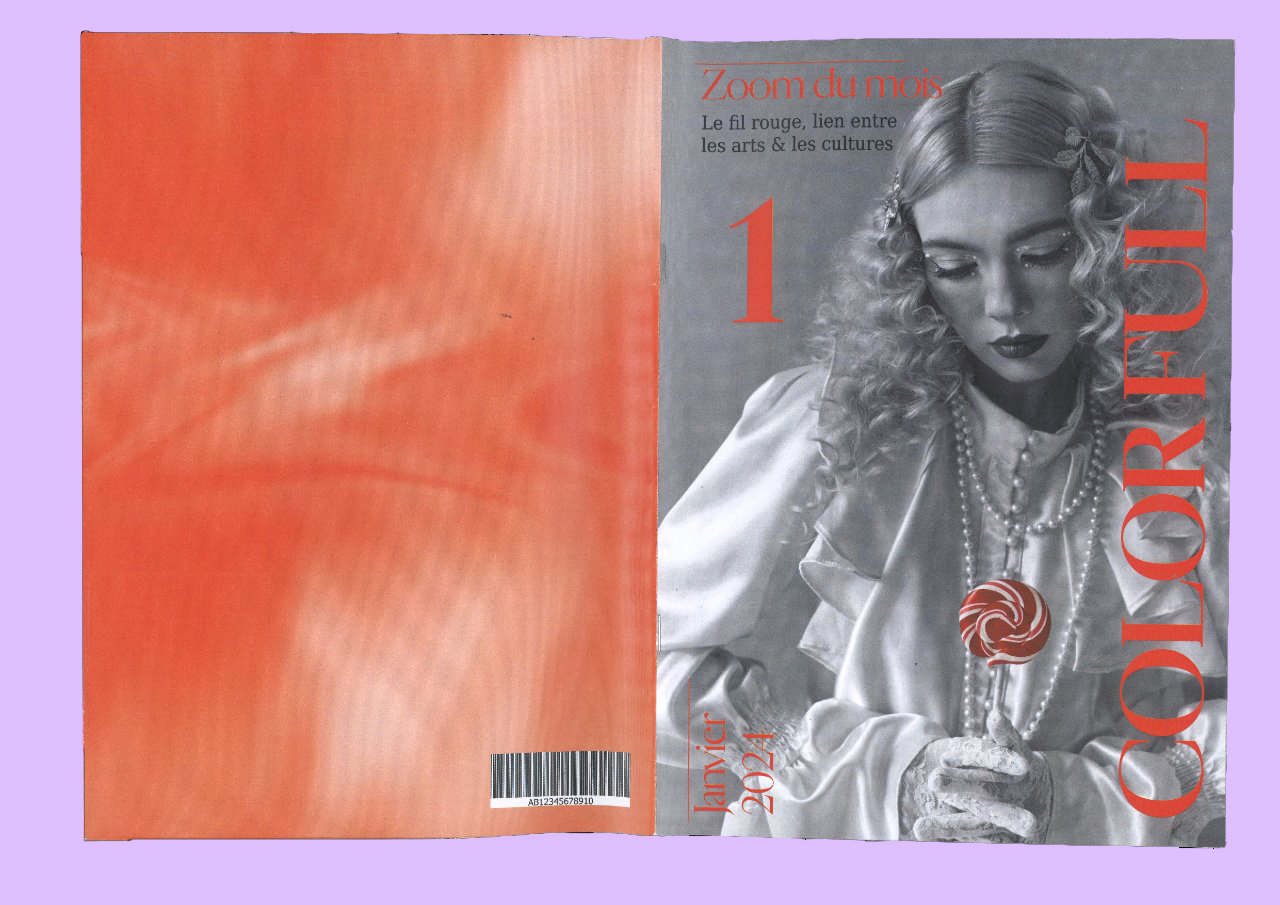 Zoom du mois
Le fil rouge, lien entre
les arts & les cultures
1
COLORFULL
Janvier
2024
AB12345678910